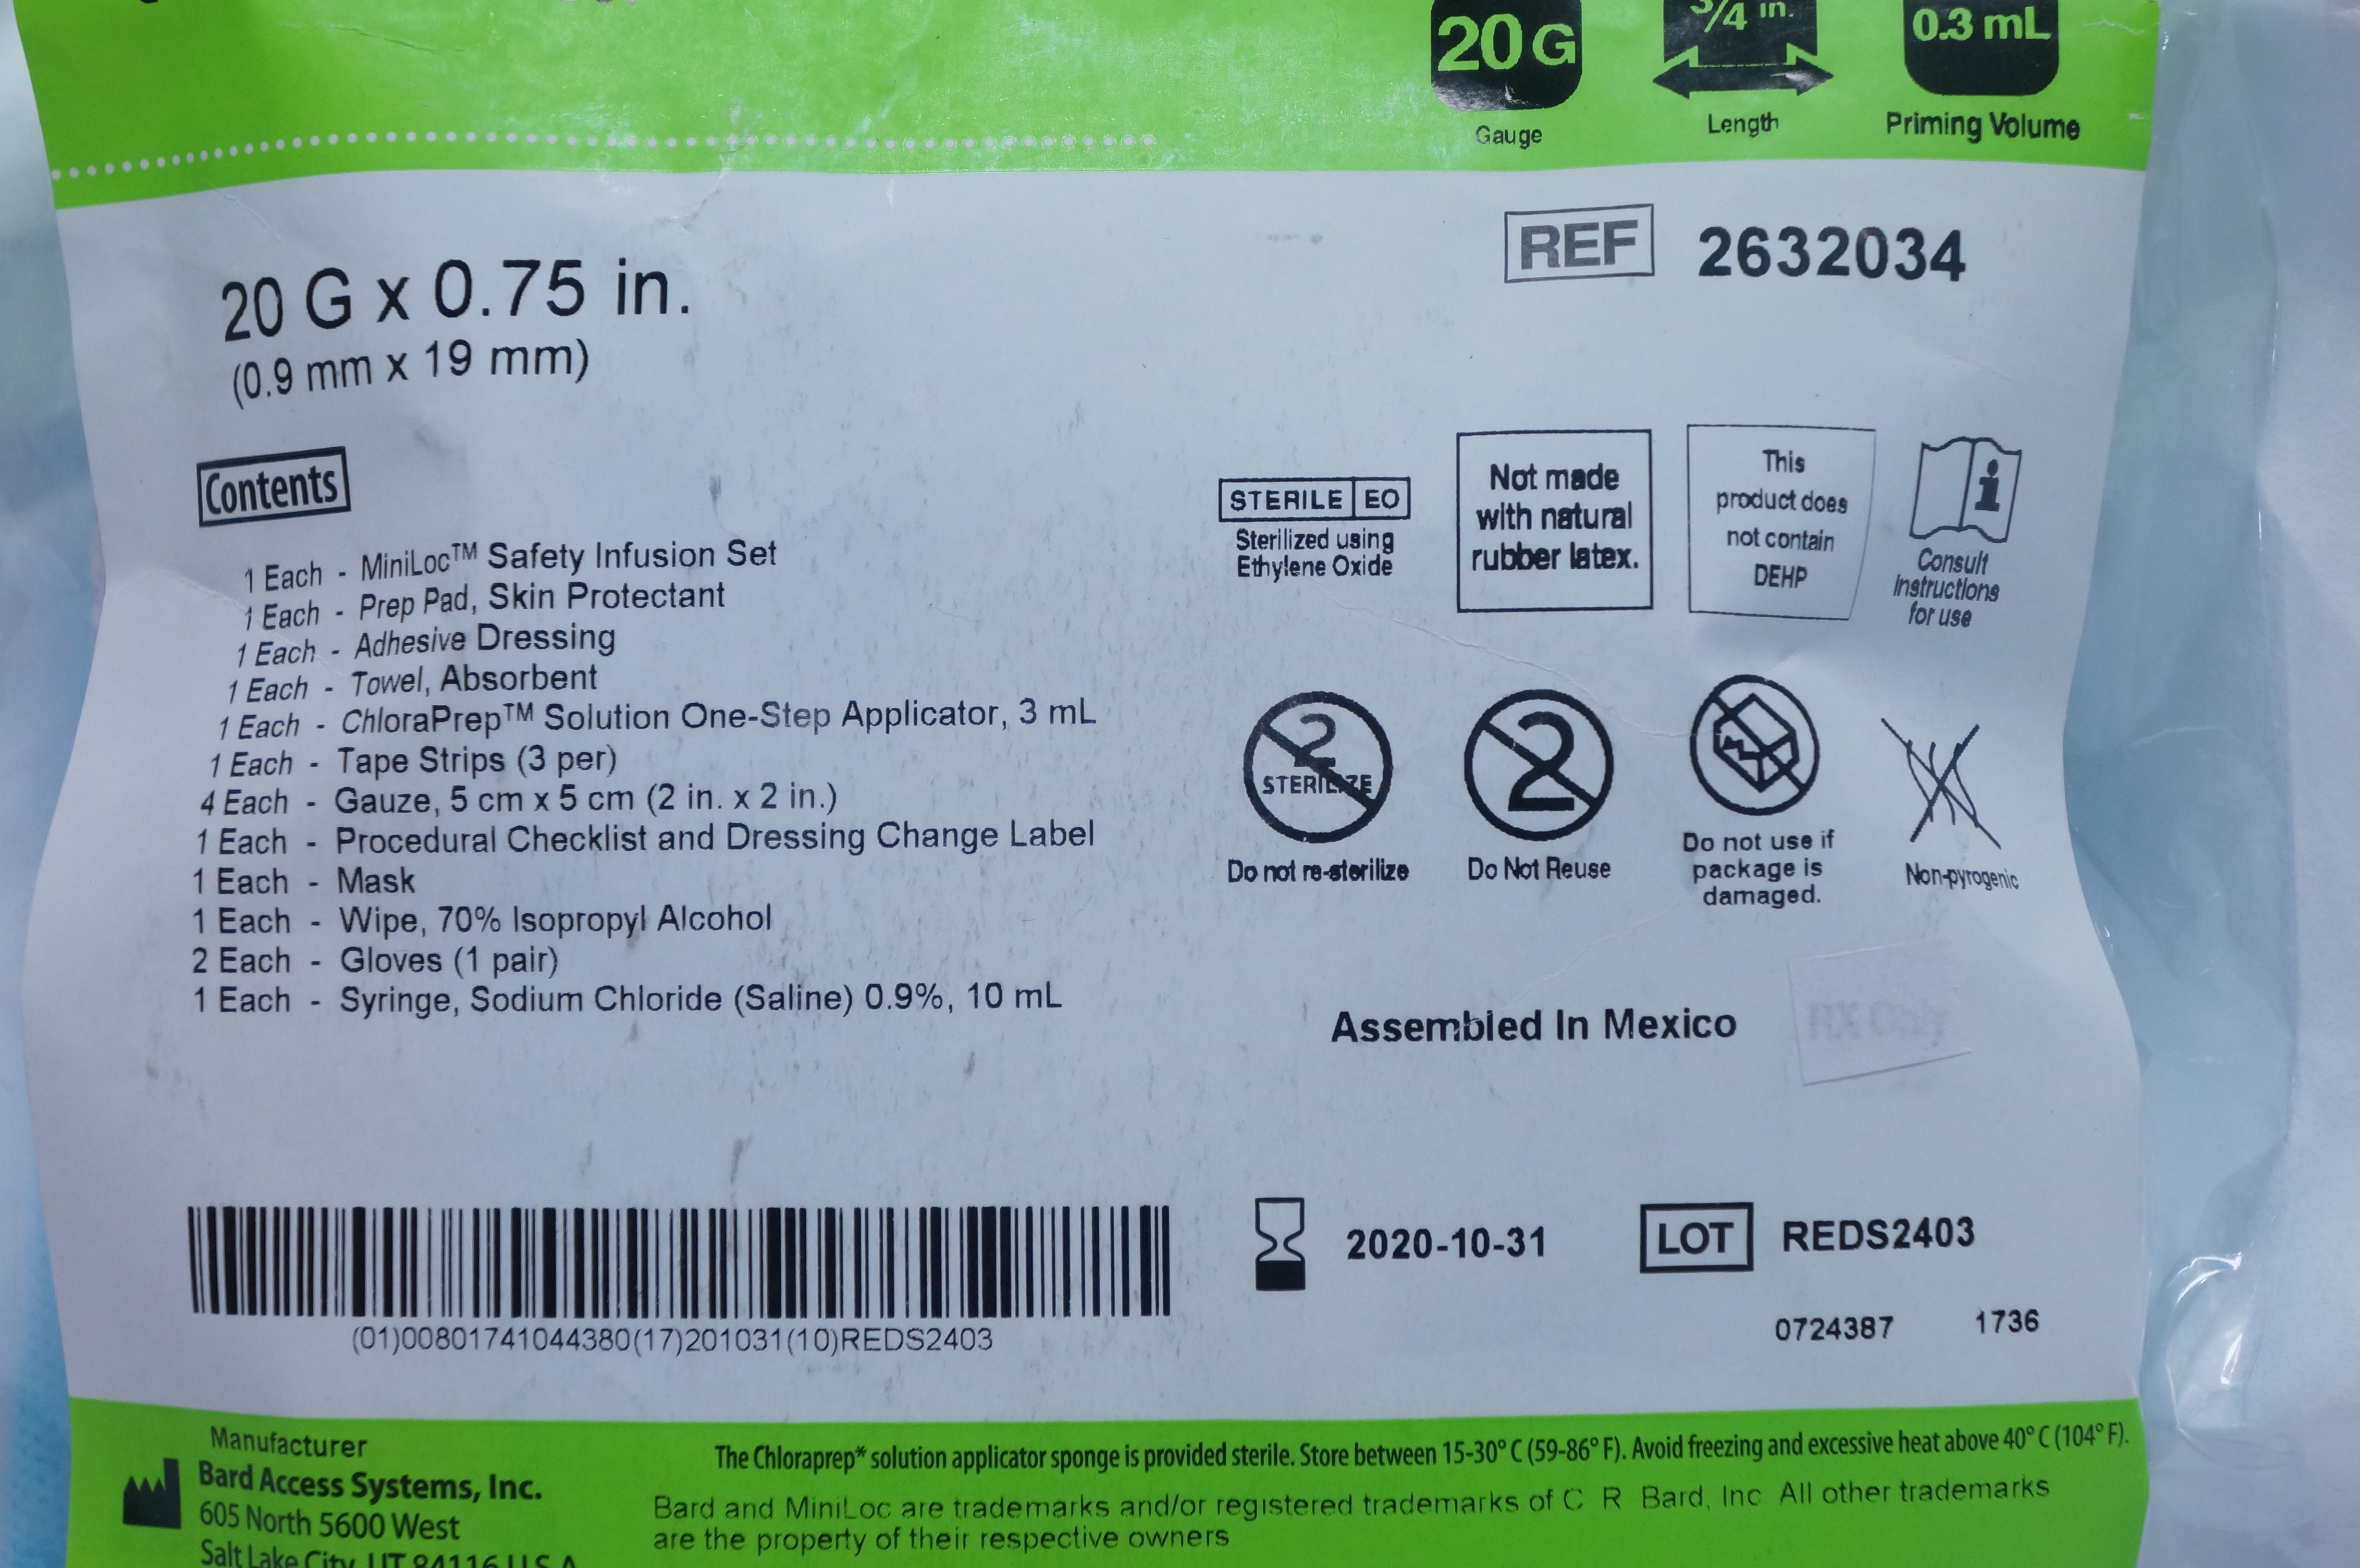 20 G
3/4 in.
0.3 mL
Gauge
Length
Priming Volume
REF 2632034
20 G x 0.75 in.
(0.9 mm x 19 mm)
Contents
1 Each - MiniLoc™ Safety Infusion Set
1 Each - Prep Pad, Skin Protectant
1 Each - Adhesive Dressing
1 Each - Towel, Absorbent
1 Each - ChloraPrep™ Solution One-Step Applicator, 3 mL
1 Each - Tape Strips (3 per)
4 Each - Gauze, 5 cm x 5 cm (2 in. x 2 in.)
1 Each - Procedural Checklist and Dressing Change Label
1 Each - Mask
1 Each - Wipe, 70% Isopropyl Alcohol
2 Each - Gloves (1 pair)
1 Each - Syringe, Sodium Chloride (Saline) 0.9%, 10 mL
STERILE EO
Sterilized using
Ethylene Oxide
Not made
with natural
rubber latex.
This
product does
not contain
DEHP
i
Consult
Instructions
for use
2
STERILIZE
Do not re-sterilize
2
Do Not Reuse
Do not use if
package is
damaged.
Non-pyrogenic
Assembled In Mexico
RX Only
(01)00801741044380(17)201031(10)REDS2403
2020-10-31
LOT REDS2403
0724387 1736
Manufacturer
Bard Access Systems, Inc.
605 North 5600 West
Salt Lake City, UT 84116 U.S.A.
The Chloraprep* solution applicator sponge is provided sterile. Store between 15-30° C (59-86° F). Avoid freezing and excessive heat above 40° C (104° F).
Bard and MiniLoc are trademarks and/or registered trademarks of C R Bard, Inc All other trademarks
are the property of their respective owners